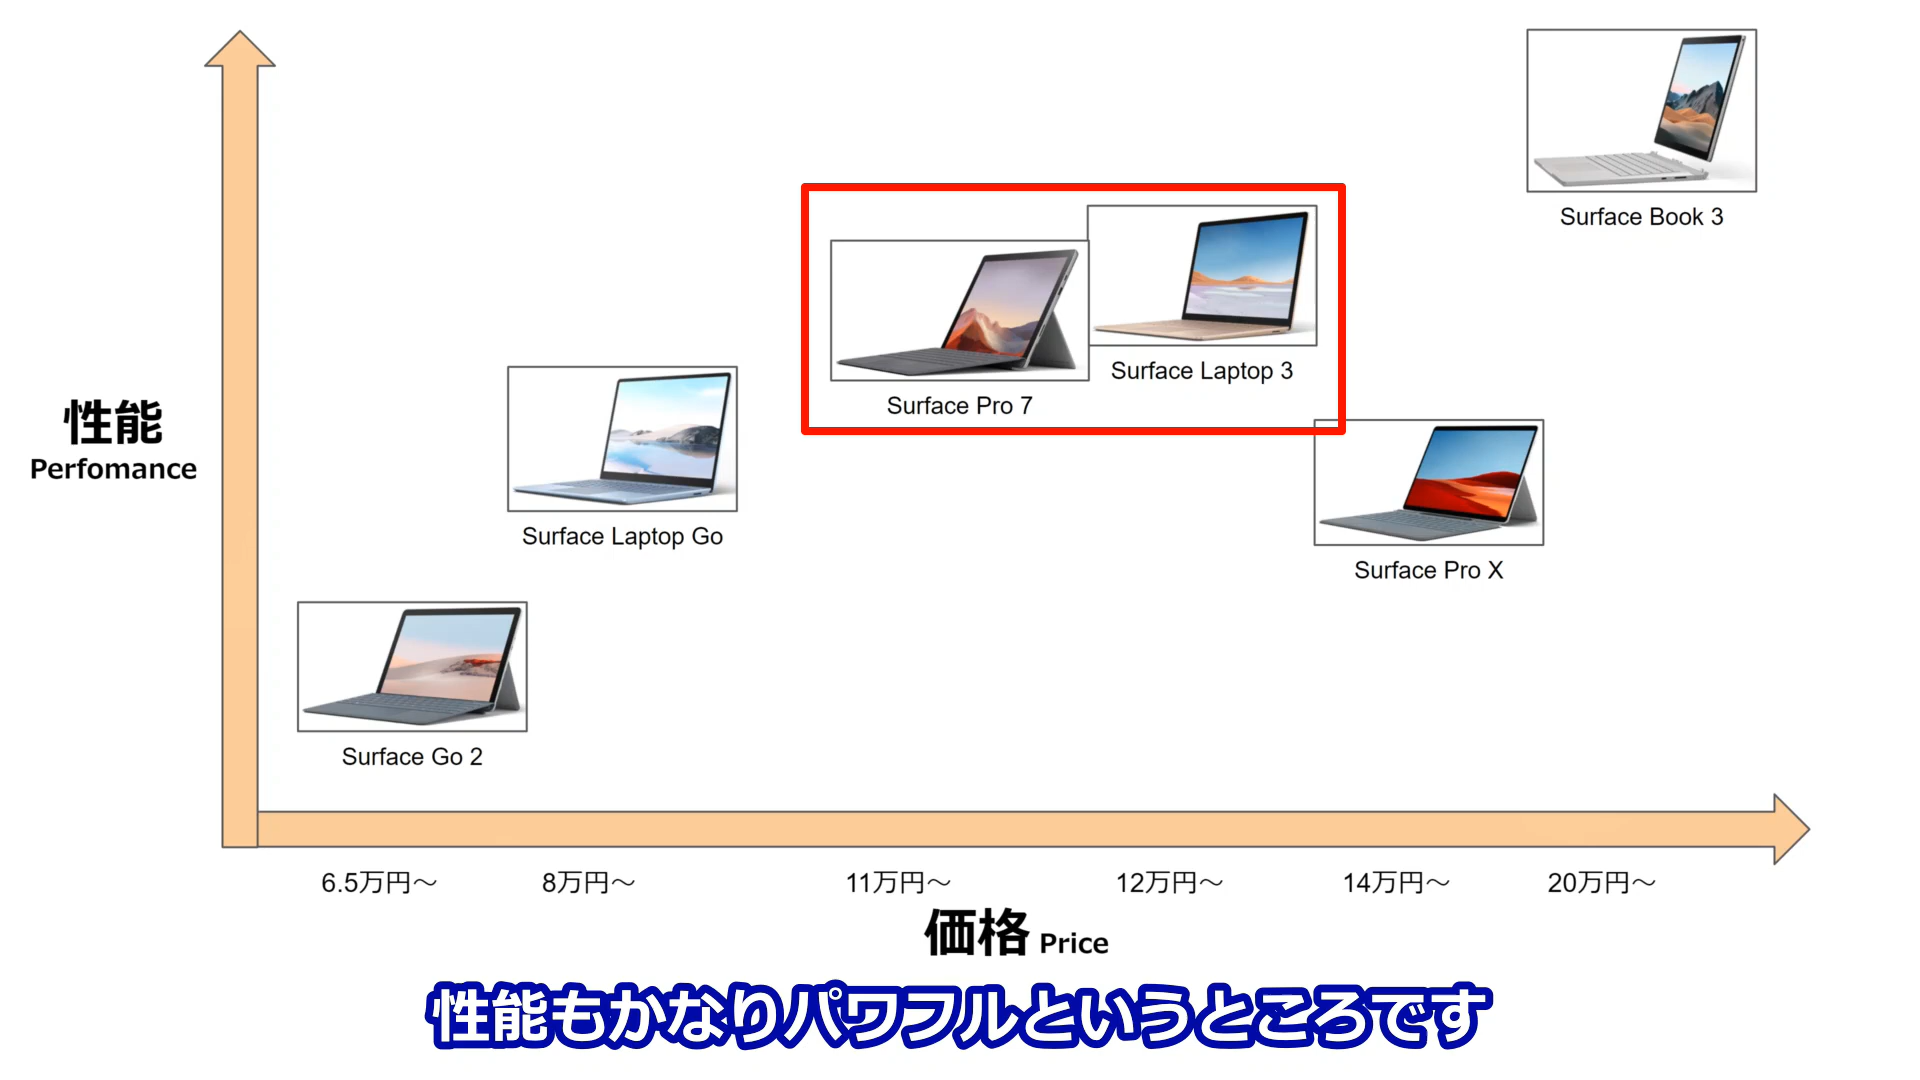 Surface Book 3
Surface Laptop 3
Surface Pro 7
性能
Perfomance
Surface Laptop Go
Surface Pro X
Surface Go 2
6.5万円～ 8万円～ 11万円～ 12万円～ 14万円～ 20万円～
価格 Price
性能もかなりパワフルというところです